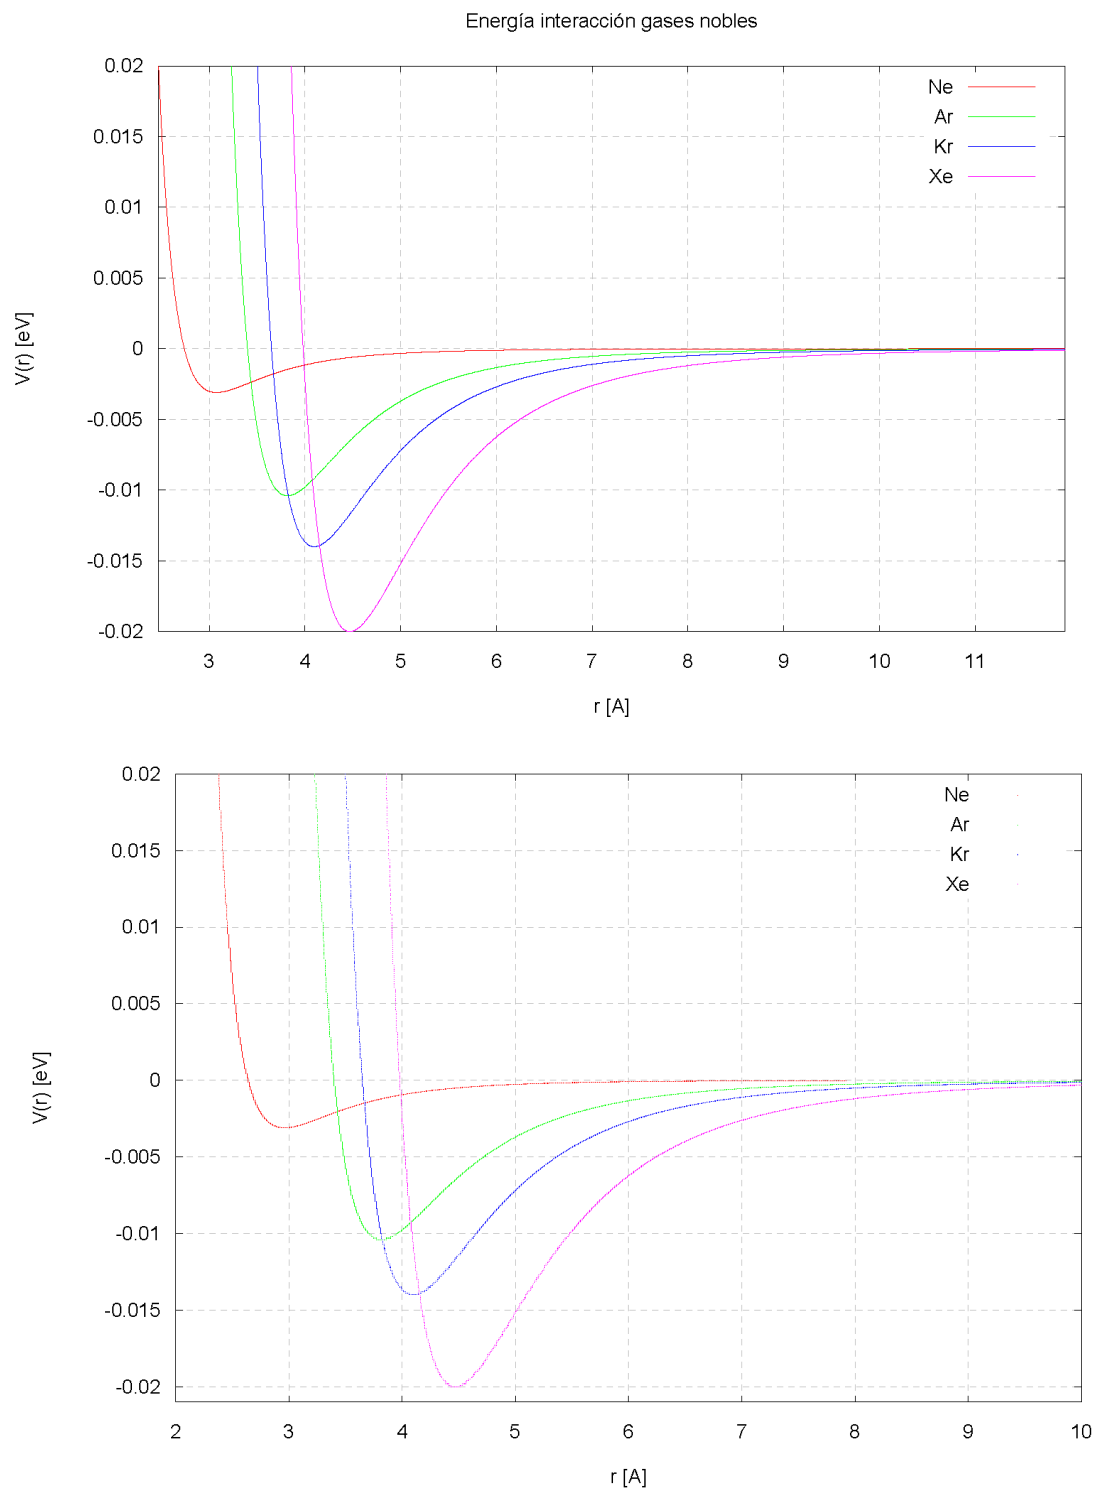 Energía interacción gases nobles
0.02
0.015
0.01
0.005
0
-0.005
-0.01
-0.015
-0.02
V(r) [eV]
Ne
Ar
Kr
Xe
3 4 5 6 7 8 9 10 11
r [A]
0.02
0.015
0.01
0.005
0
-0.005
-0.01
-0.015
-0.02
V(r) [eV]
Ne
Ar
Kr
Xe
2 3 4 5 6 7 8 9 10
r [A]